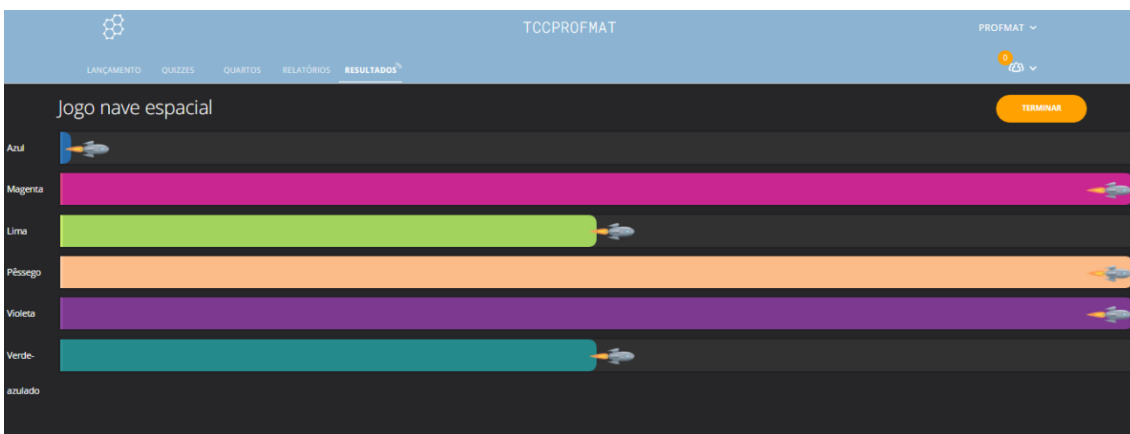 TCCPROFMAT
PROFMAT
LANÇAMENTO QUIZZES QUARTOS RELATÓRIOS RESULTADOS
0
Jogo nave espacial
TERMINAR
Azul
Magenta
Lima
Pêssego
Violeta
Verde-
azulado